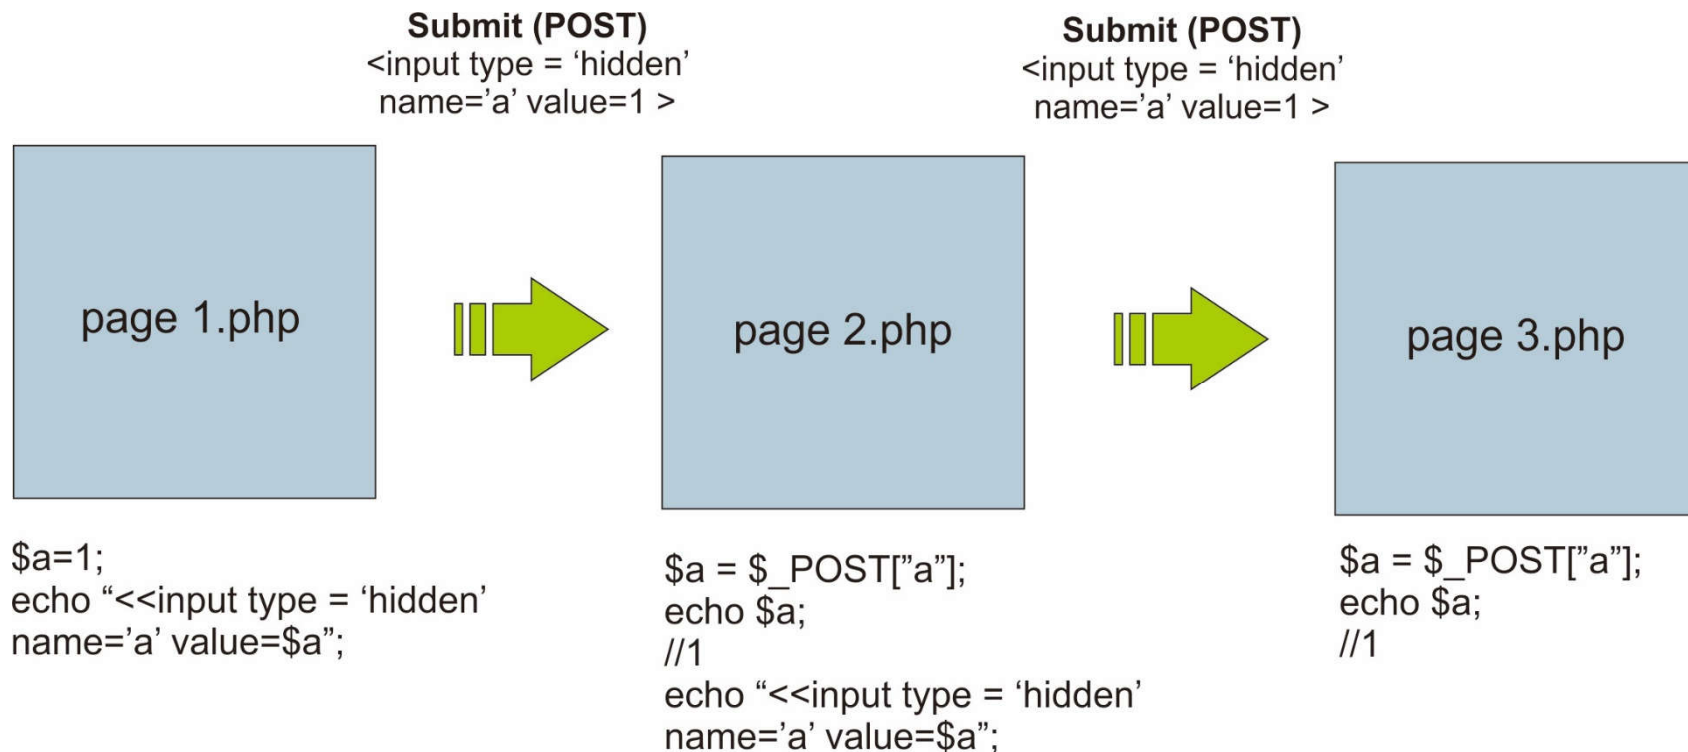 Submit (POST)
<input type = ‘hidden’
name=’a’ value=1 >
Submit (POST)
<input type = ‘hidden’
name=’a’ value=1 >
page 1.php
page 2.php
page 3.php
$a=1;
echo “<<input type = ‘hidden’
name=’a’ value=$a”;
$a = $_POST[”a”];
echo $a;
//1
echo “<<input type = ‘hidden’
name=’a’ value=$a”;
$a = $_POST[”a”];
echo $a;
//1